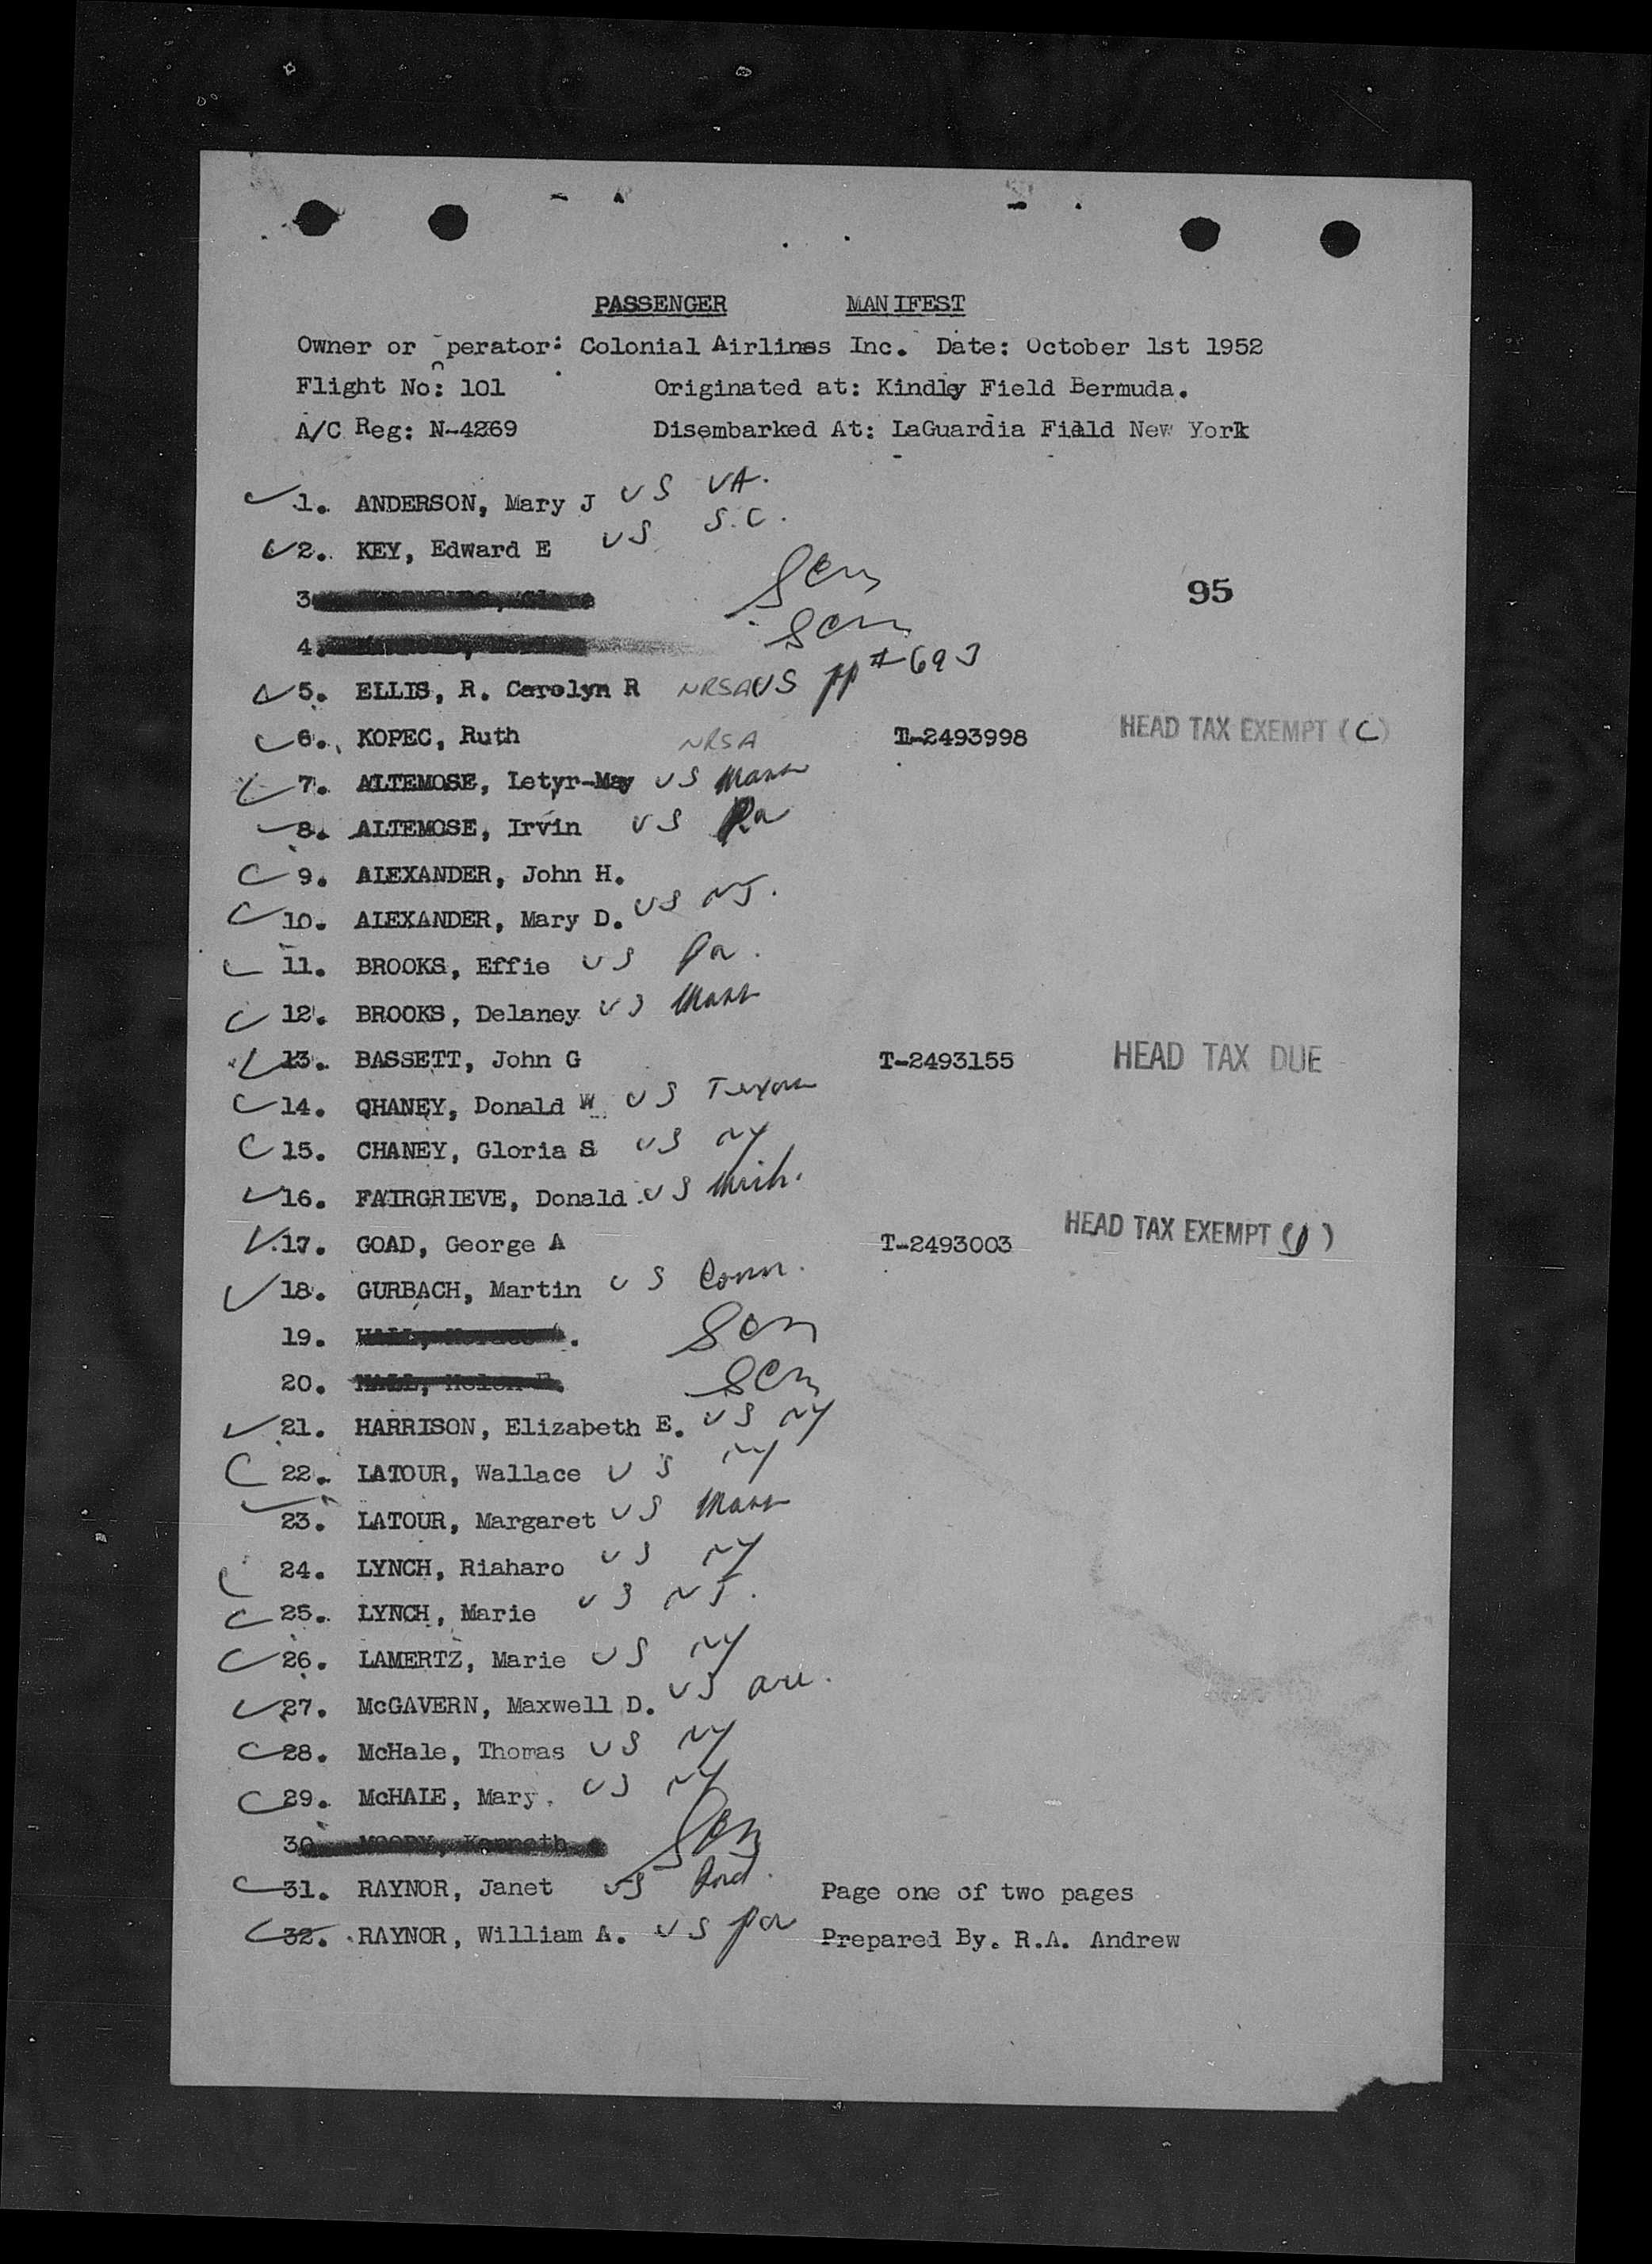 PASSENGER MANIFEST
Owner or perator: Colonial Airlines Inc. Date: October 1st 1952
Flight No: 101 Originated at: Kindley Field Bermuda.
A/C Reg: N-4269 Disembarked At: LaGuardia Field New York
1. ANDERSON, Mary J US VA.
2. KEY, Edward E US S.C.
95
3
4.
5. ELLIS, R. Carolyn R NRSA US pp # 693
6. KOPEC, Ruth NRSA T-2493998 HEAD TAX EXEMPT (C)
7. ALTEMOSE, Letyr-May US Mass
8. ALTEMOSE, Irvin US Pa
9. ALEXANDER, John H.
10. ALEXANDER, Mary D. US NJ.
11. BROOKS, Effie US Pa.
12. BROOKS, Delaney US Mass
13. BASSETT, John G T-2493155 HEAD TAX DUE
14. QHANEY, Donald W US Texas
15. CHANEY, Gloria S US NY
16. FAIRGRIEVE, Donald US Mich.
17. GOAD, George A T-2493003 HEAD TAX EXEMPT ( )
18. GURBACH, Martin US Conn.
19.
20. HALL, Helen
21. HARRISON, Elizabeth E. US NY
22. LATOUR, Wallace US NY
23. LATOUR, Margaret US Mass
24. LYNCH, Riaharo US NY
25. LYNCH, Marie US NJ.
26. LAMERTZ, Marie US NY
27. McGAVERN, Maxwell D. US
28. McHale, Thomas US NY
29. McHALE, Mary. US NY
30. Kenneth
31. RAYNOR, Janet US Page one of two pages
32. RAYNOR, William A. US Pa Prepared By. R.A. Andrew